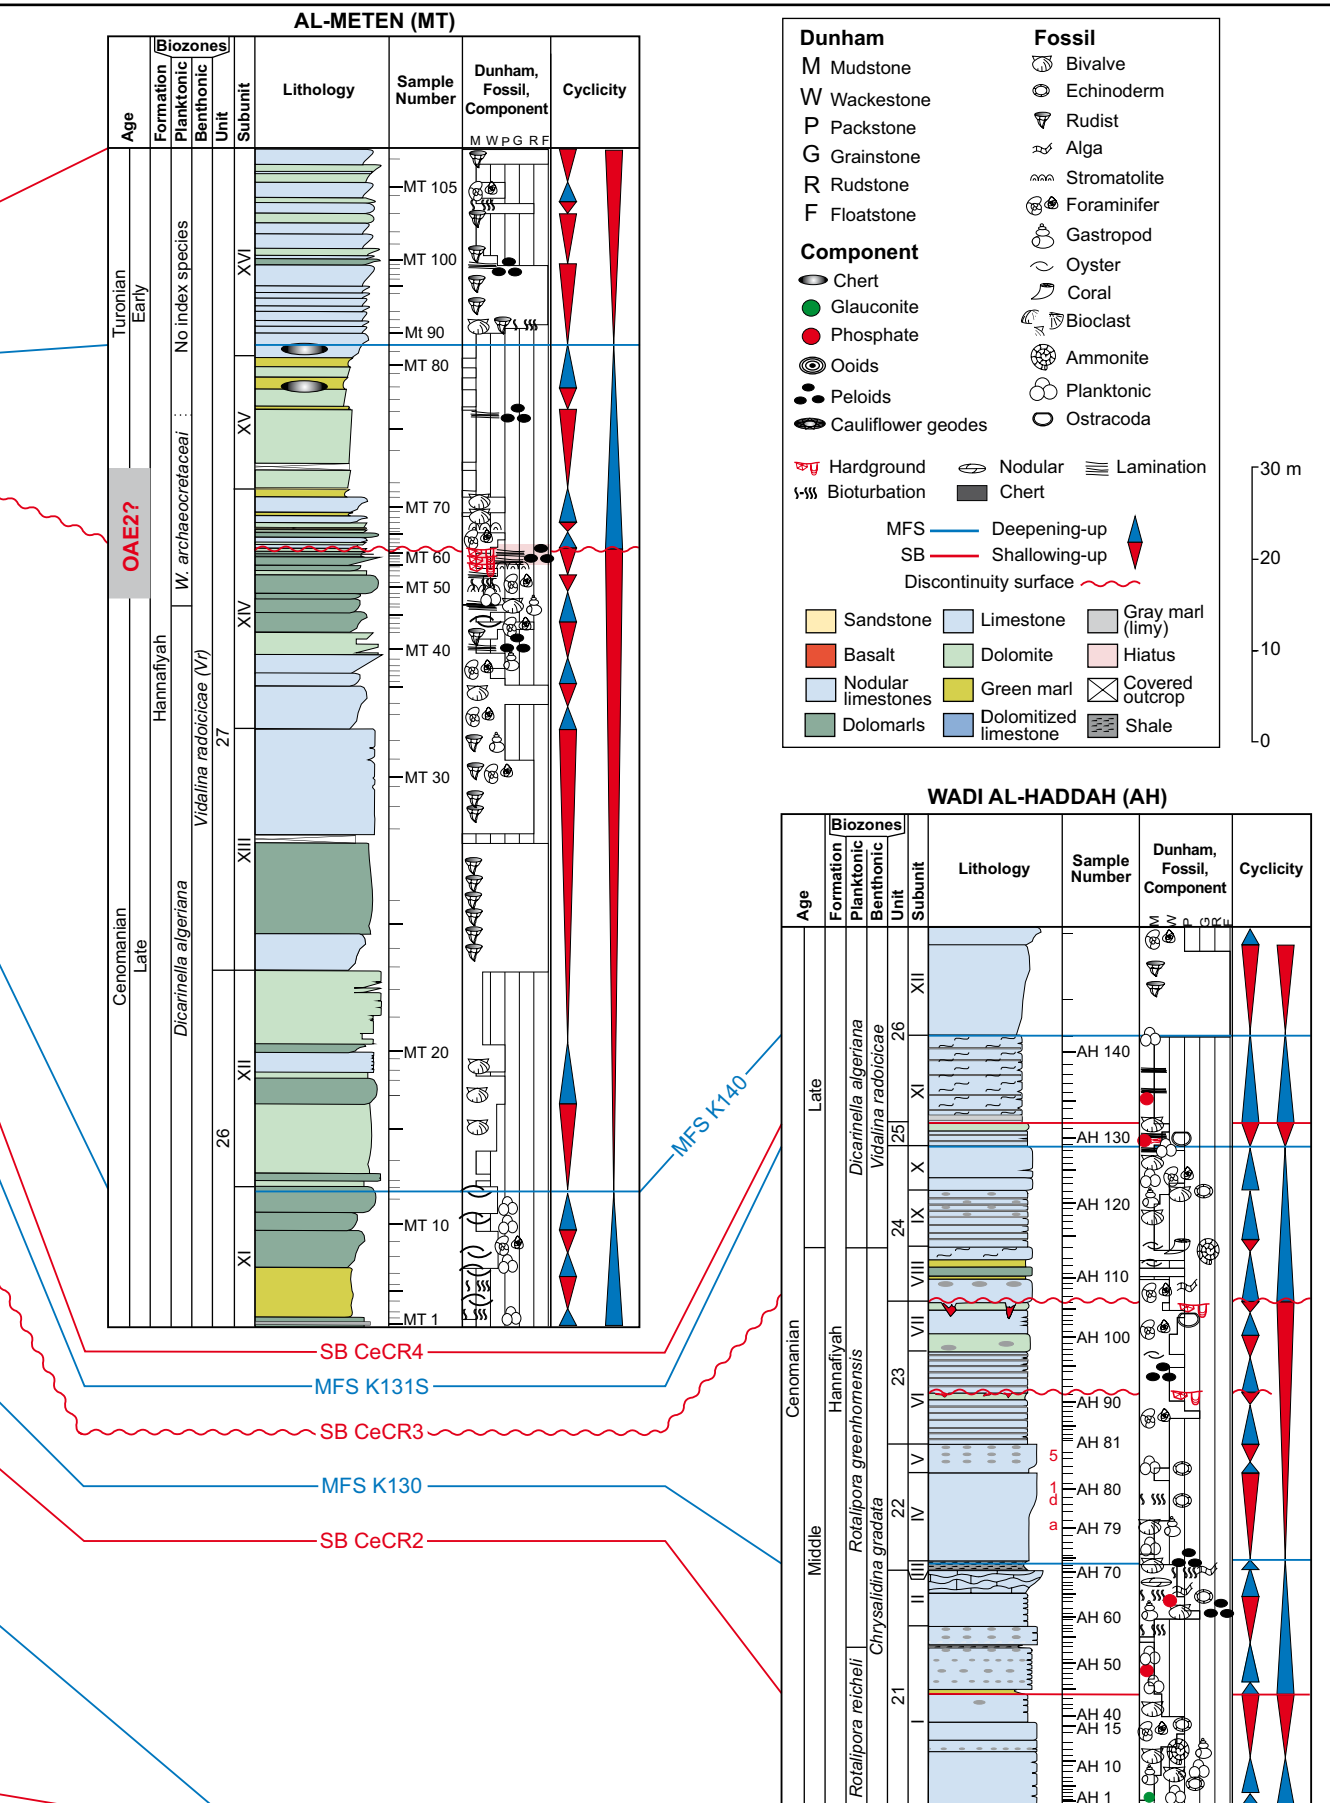 AL-METEN (MT)
Age
Formation
Biozones
Planktonic
Benthonic
Unit
Subunit
Lithology
Sample
Number
Dunham,
Fossil,
Component
M W P G R F
Cyclicity
Turonian
Early
Cenomanian
Late
OAE2?
Hannafiyah
No index species
W. archaeocretaceai
Dicarinella algeriana
Vidalina radoicicae (Vr)
27
26
XVI
XV
XIV
XIII
XII
XI
MT 105
MT 100
Mt 90
MT 80
MT 70
MT 60
MT 50
MT 40
MT 30
MT 20
MT 10
MT 1
Dunham
M Mudstone
W Wackestone
P Packstone
G Grainstone
R Rudstone
F Floatstone
Component
Chert
Glauconite
Phosphate
Ooids
Peloids
Cauliflower geodes
Fossil
Bivalve
Echinoderm
Rudist
Alga
Stromatolite
Foraminifer
Gastropod
Oyster
Coral
Bioclast
Ammonite
Planktonic
Ostracoda
Hardground
Nodular
Lamination
Bioturbation
Chert
MFS
Deepening-up
SB
Shallowing-up
Discontinuity surface
Sandstone
Limestone
Gray marl
(limy)
Basalt
Dolomite
Hiatus
Nodular
limestones
Green marl
Covered
outcrop
Dolomarls
Dolomitized
limestone
Shale
30 m
20
10
0
MFS K140
SB CeCR4
MFS K131S
SB CeCR3
MFS K130
SB CeCR2
WADI AL-HADDAH (AH)
Age
Formation
Biozones
Planktonic
Benthonic
Unit
Subunit
Lithology
Sample
Number
Dunham,
Fossil,
Component
M W P G R F
Cyclicity
Cenomanian
Late
Middle
Hannafiyah
Dicarinella algeriana
Rotalipora greenhornensis
Rotalipora reicheli
Vidalina radoicicae
Chrysalidina gradata
26
25
24
23
22
21
XII
XI
X
IX
VIII
VII
VI
V
IV
III
II
I
AH 140
AH 130
AH 120
AH 110
AH 100
AH 90
AH 81
5
AH 80
1
d
AH 79
a
AH 70
AH 60
AH 50
AH 40
AH 15
AH 10
AH 1